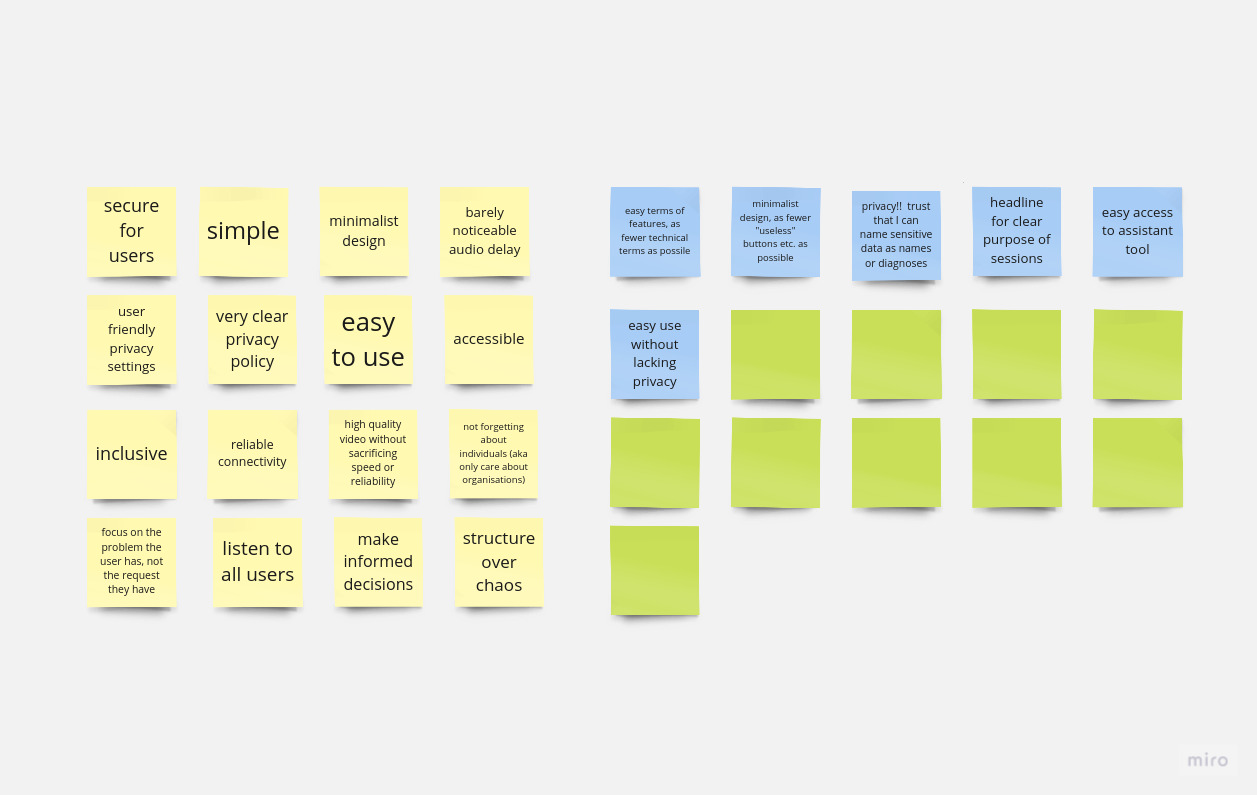 secure
for
users
simple
minimalist
design
barely
noticeable
audio delay
user
friendly
privacy
settings
very clear
privacy
policy
easy
to use
accessible
inclusive
reliable
connectivity
high quality
video without
sacrificing
speed or
reliability
not forgetting
about
individuals (aka
only care about
organisations)
focus on the
problem the
user has, not
the request
they have
listen to
all users
make
informed
decisions
structure
over
chaos
easy terms of
features, as
fewer technical
terms as possile
minimalist
design, as fewer
"useless"
buttons etc. as
possible
privacy!! trust
that I can
name sensitive
data as names
or diagnoses
headline
for clear
purpose of
sessions
easy access
to assistant
tool
easy use
without
lacking
privacy
miro